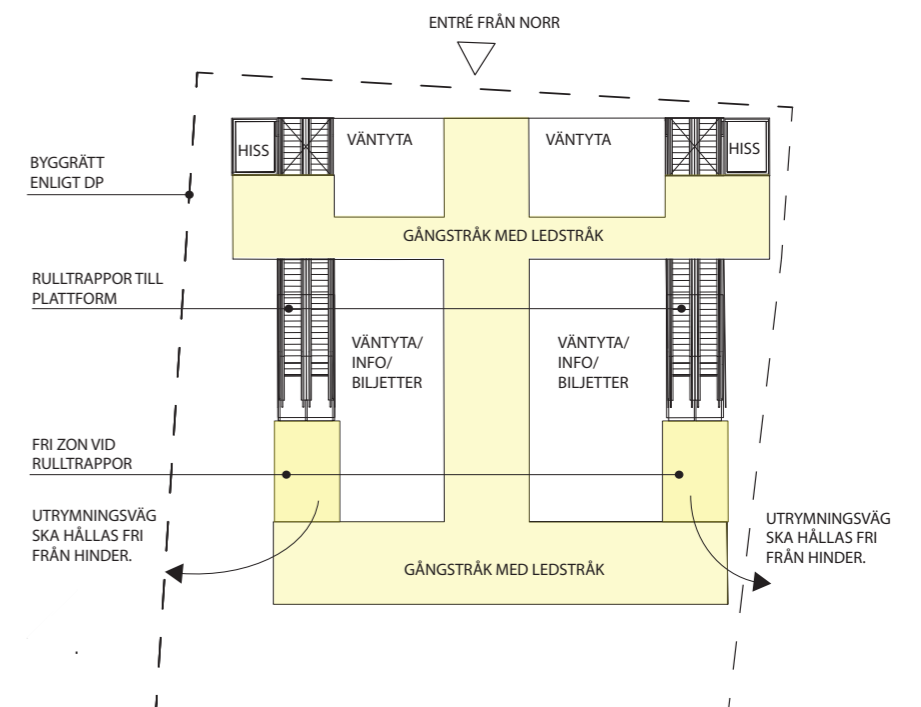 ENTRÉ FRÅN NORR
HISS
VÄNTYTA
VÄNTYTA
HISS
BYGGRÄTT
ENLIGT DP
GÅNGSTRÅK MED LEDSTRÅK
RULLTRAPPOR TILL
PLATTFORM
VÄNTYTA/
INFO/
BILJETTER
VÄNTYTA/
INFO/
BILJETTER
FRI ZON VID
RULLTRAPPOR
UTRYMNINGSVÄG
SKA HÅLLAS FRI
FRÅN HINDER.
GÅNGSTRÅK MED LEDSTRÅK
UTRYMNINGSVÄG
SKA HÅLLAS FRI
FRÅN HINDER.